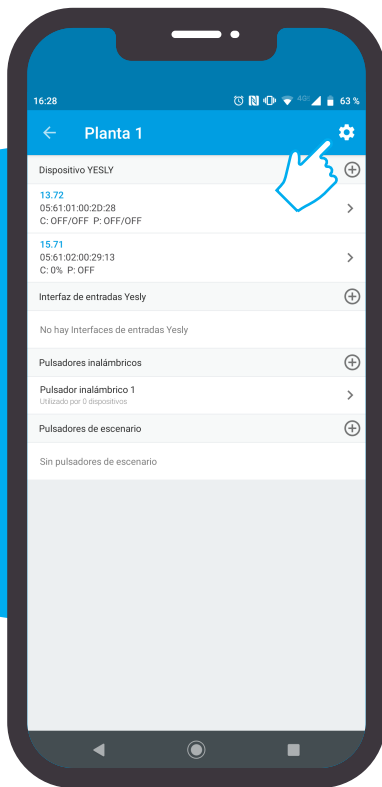 16:28
4G 63 %
Planta 1
Dispositivo YESLY
13.72
05:61:01:00:2D:28
C: OFF/OFF P: OFF/OFF
15.71
05:61:02:00:29:13
C: 0% P: OFF
Interfaz de entradas Yesly
No hay Interfaces de entradas Yesly
Pulsadores inalámbricos
Pulsador inalámbrico 1
Utilizado por 0 dispositivos
Pulsadores de escenario
Sin pulsadores de escenario